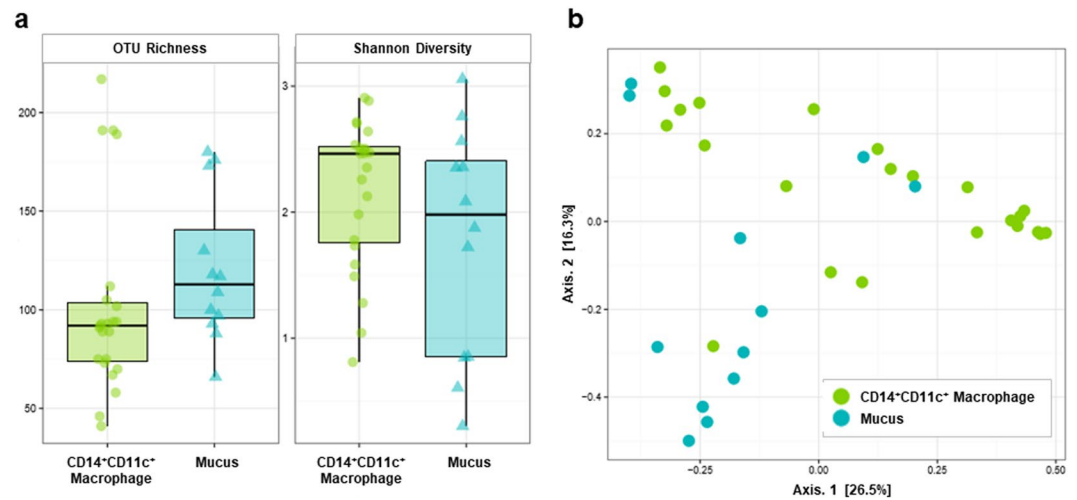 a
OTU Richness
Shannon Diversity
200
150
100
50
3
2
1
CD14⁺CD11c⁺
Macrophage
Mucus
CD14⁺CD11c⁺
Macrophage
Mucus
b
Axis. 2 [16.3%]
0.2
0.0
−0.2
−0.4
−0.25
0.00
0.25
0.50
Axis. 1 [26.5%]
CD14⁺CD11c⁺ Macrophage
Mucus